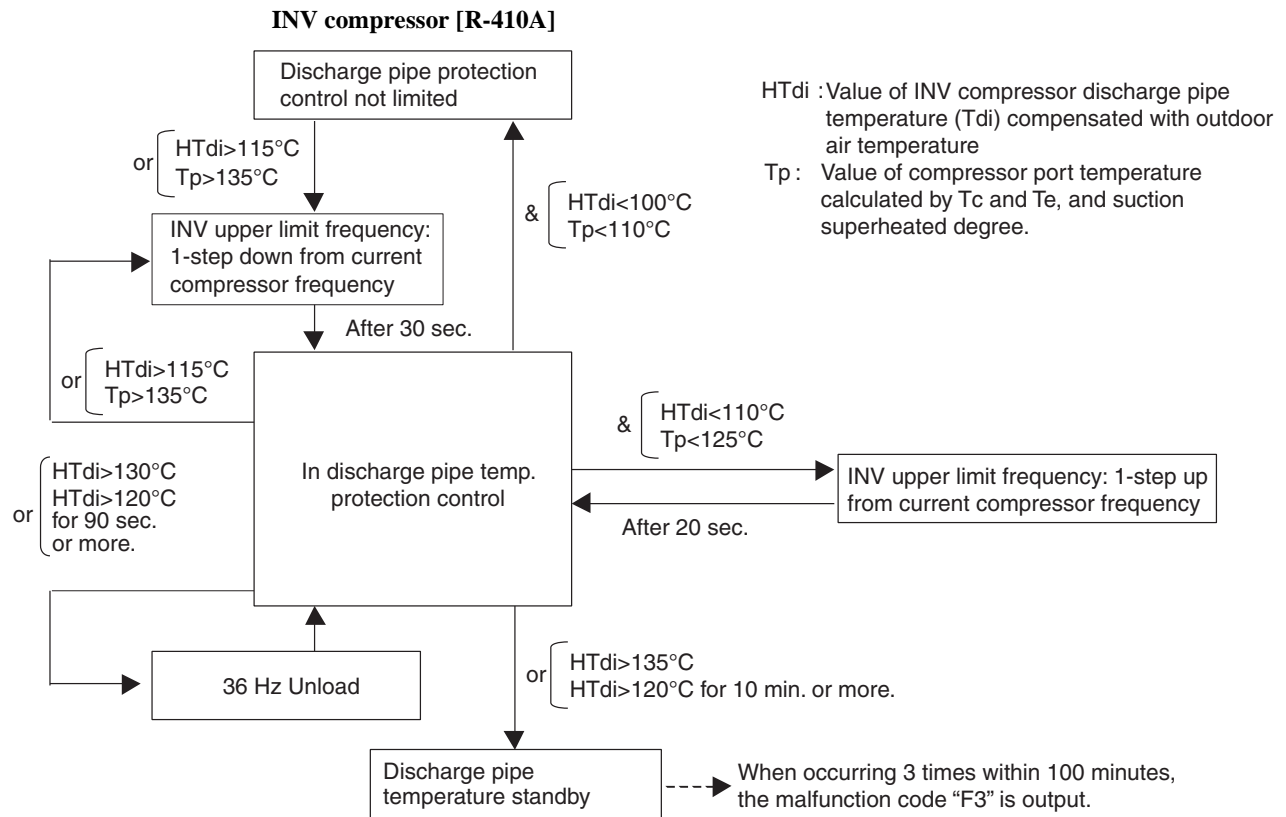 INV compressor [R-410A]
Discharge pipe protection
control not limited
HTdi : Value of INV compressor discharge pipe
temperature (Tdi) compensated with outdoor
air temperature
Tp : Value of compressor port temperature
calculated by Tc and Te, and suction
superheated degree.
or
HTdi>115°C
Tp>135°C
&
HTdi<100°C
Tp<110°C
INV upper limit frequency:
1-step down from current
compressor frequency
After 30 sec.
or
HTdi>115°C
Tp>135°C
&
HTdi<110°C
Tp<125°C
In discharge pipe temp.
protection control
INV upper limit frequency: 1-step up
from current compressor frequency
After 20 sec.
or
HTdi>130°C
HTdi>120°C
for 90 sec.
or more.
36 Hz Unload
or
HTdi>135°C
HTdi>120°C for 10 min. or more.
Discharge pipe
temperature standby
When occurring 3 times within 100 minutes,
the malfunction code “F3” is output.